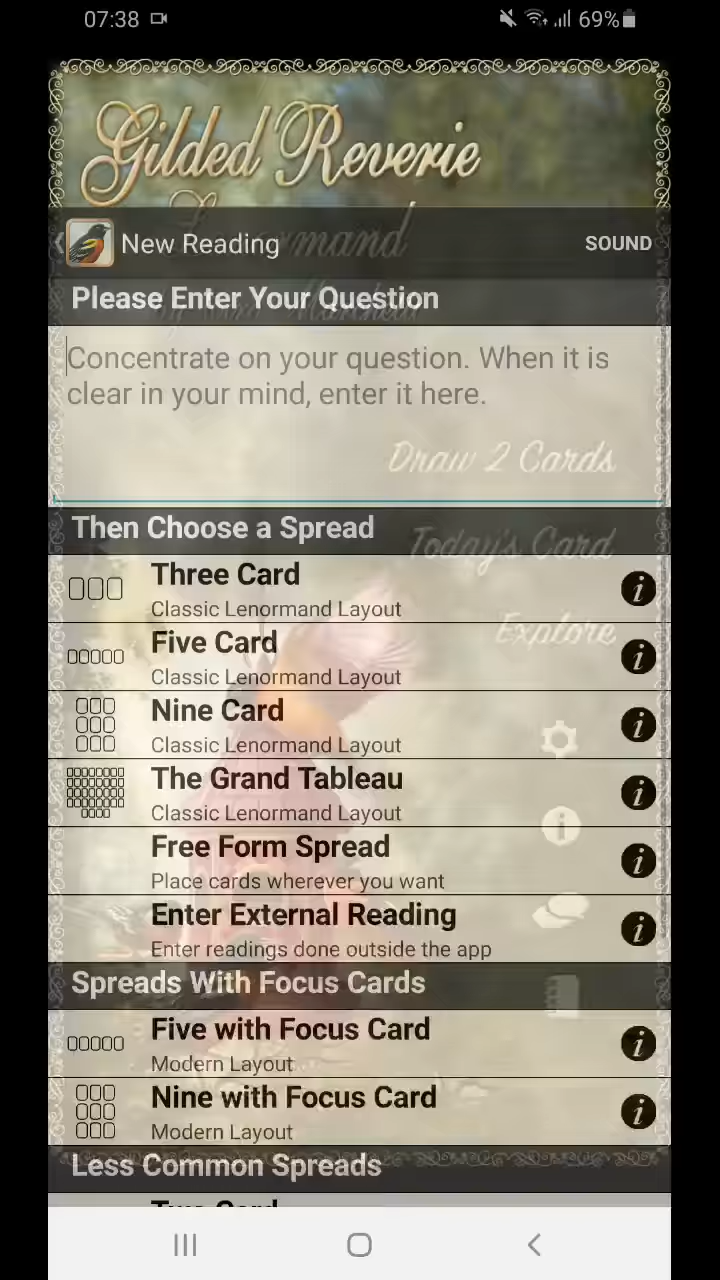 07:38
69%
Gilded Reverie
Lenormand
New Reading
SOUND
Please Enter Your Question
Concentrate on your question. When it is
clear in your mind, enter it here.
Draw 2 Cards
Then Choose a Spread
Today's Card
Three Card
Classic Lenormand Layout
Explore
Five Card
Classic Lenormand Layout
Nine Card
Classic Lenormand Layout
The Grand Tableau
Classic Lenormand Layout
Free Form Spread
Place cards wherever you want
Enter External Reading
Enter readings done outside the app
Spreads With Focus Cards
Five with Focus Card
Modern Layout
Nine with Focus Card
Modern Layout
Less Common Spreads
Two Card